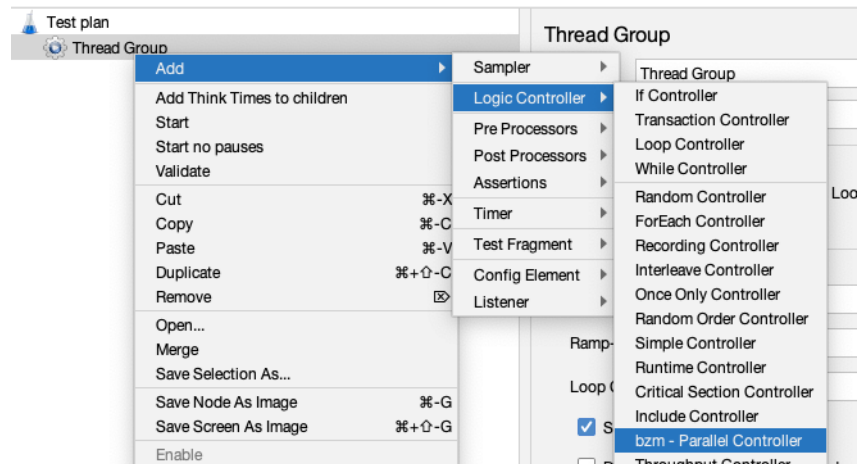 Test plan
Thread Group
Add
Add Think Times to children
Start
Start no pauses
Validate
Cut ⌘-X
Copy ⌘-C
Paste ⌘-V
Duplicate ⌘+⇧-C
Remove ⌦
Open...
Merge
Save Selection As...
Save Node As Image ⌘-G
Save Screen As Image ⌘+⇧-G
Enable
Sampler
Logic Controller
Pre Processors
Post Processors
Assertions
Timer
Test Fragment
Config Element
Listener
Thread Group
Thread Group
If Controller
Transaction Controller
Loop Controller
While Controller
Random Controller
ForEach Controller
Recording Controller
Interleave Controller
Once Only Controller
Random Order Controller
Simple Controller
Runtime Controller
Critical Section Controller
Include Controller
bzm - Parallel Controller
Throughput Controller
Loo
Ramp-
Loop
S